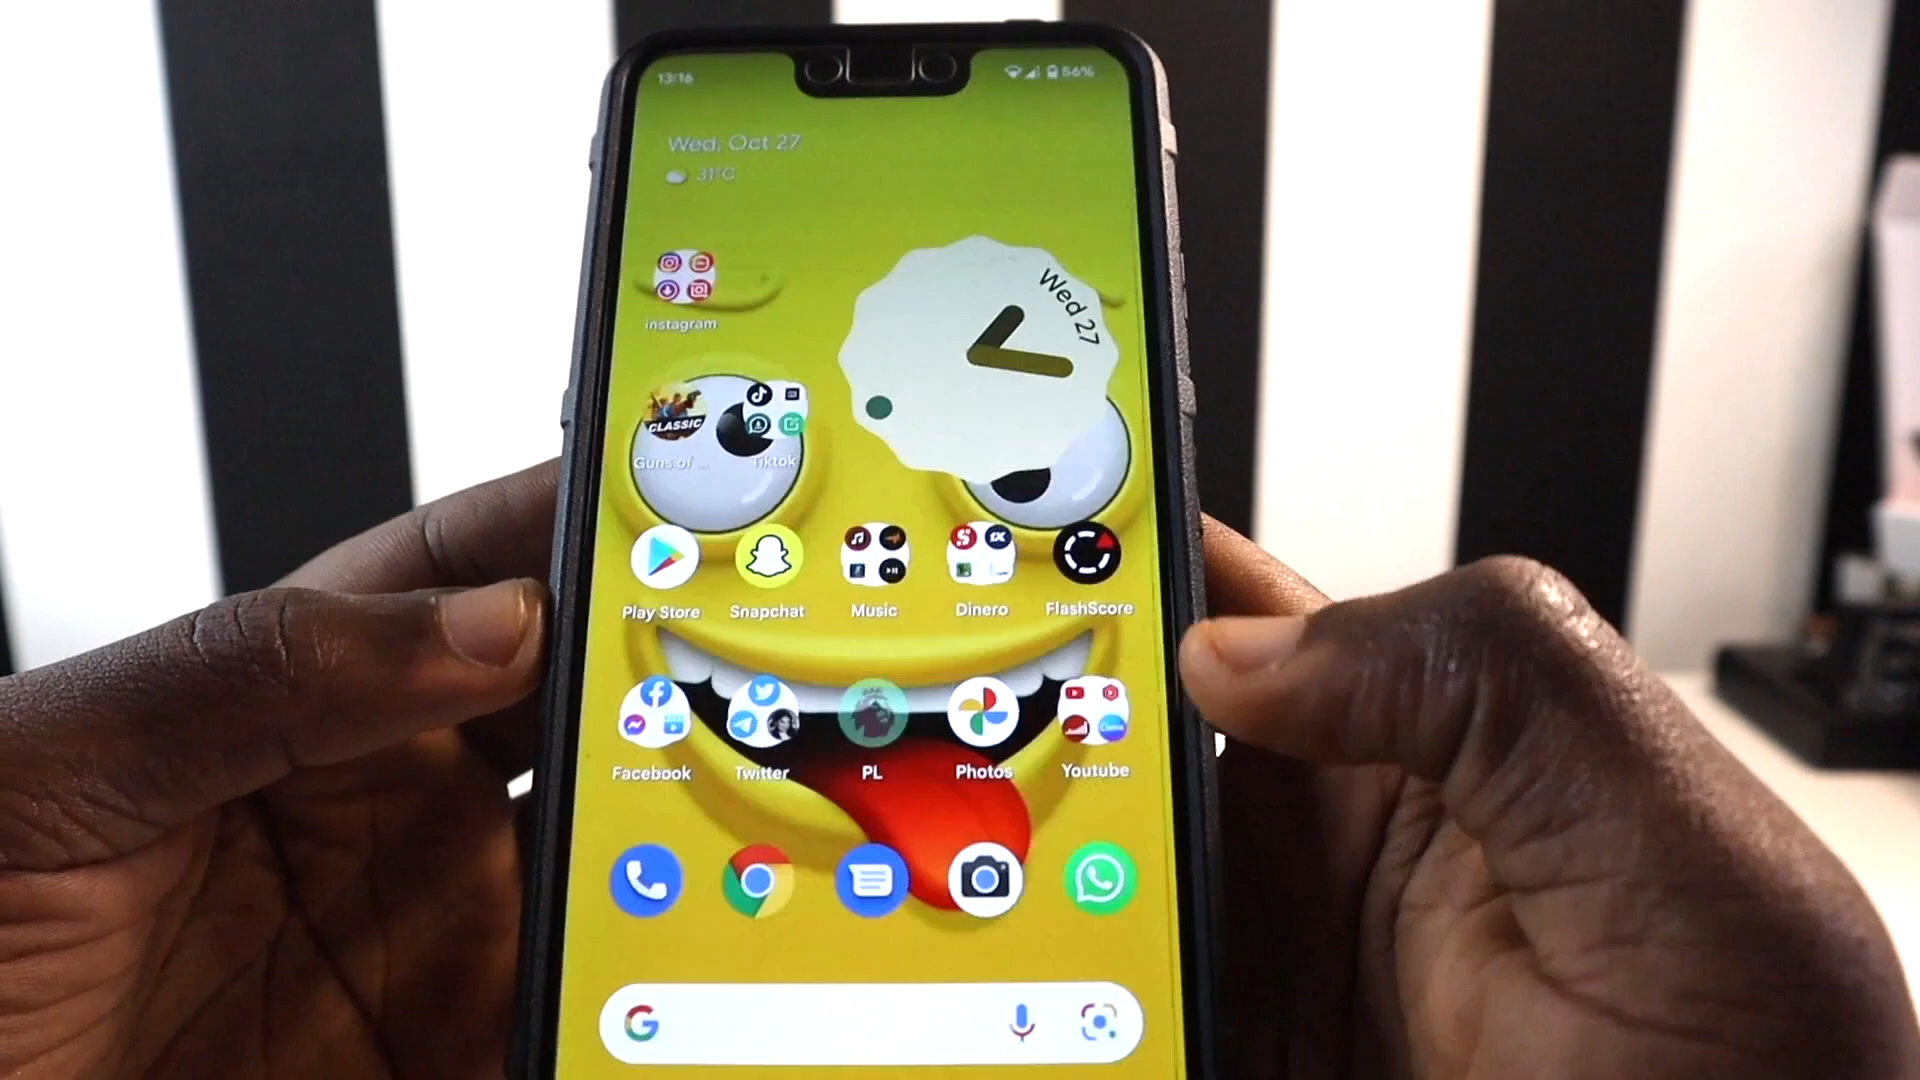 13:16
56%
Wed, Oct 27
31°C
Wed 27
instagram
CLASSIC
Guns of ...
Tiktok
Play Store
Snapchat
Music
Dinero
FlashScore
Facebook
Twitter
PL
Photos
Youtube